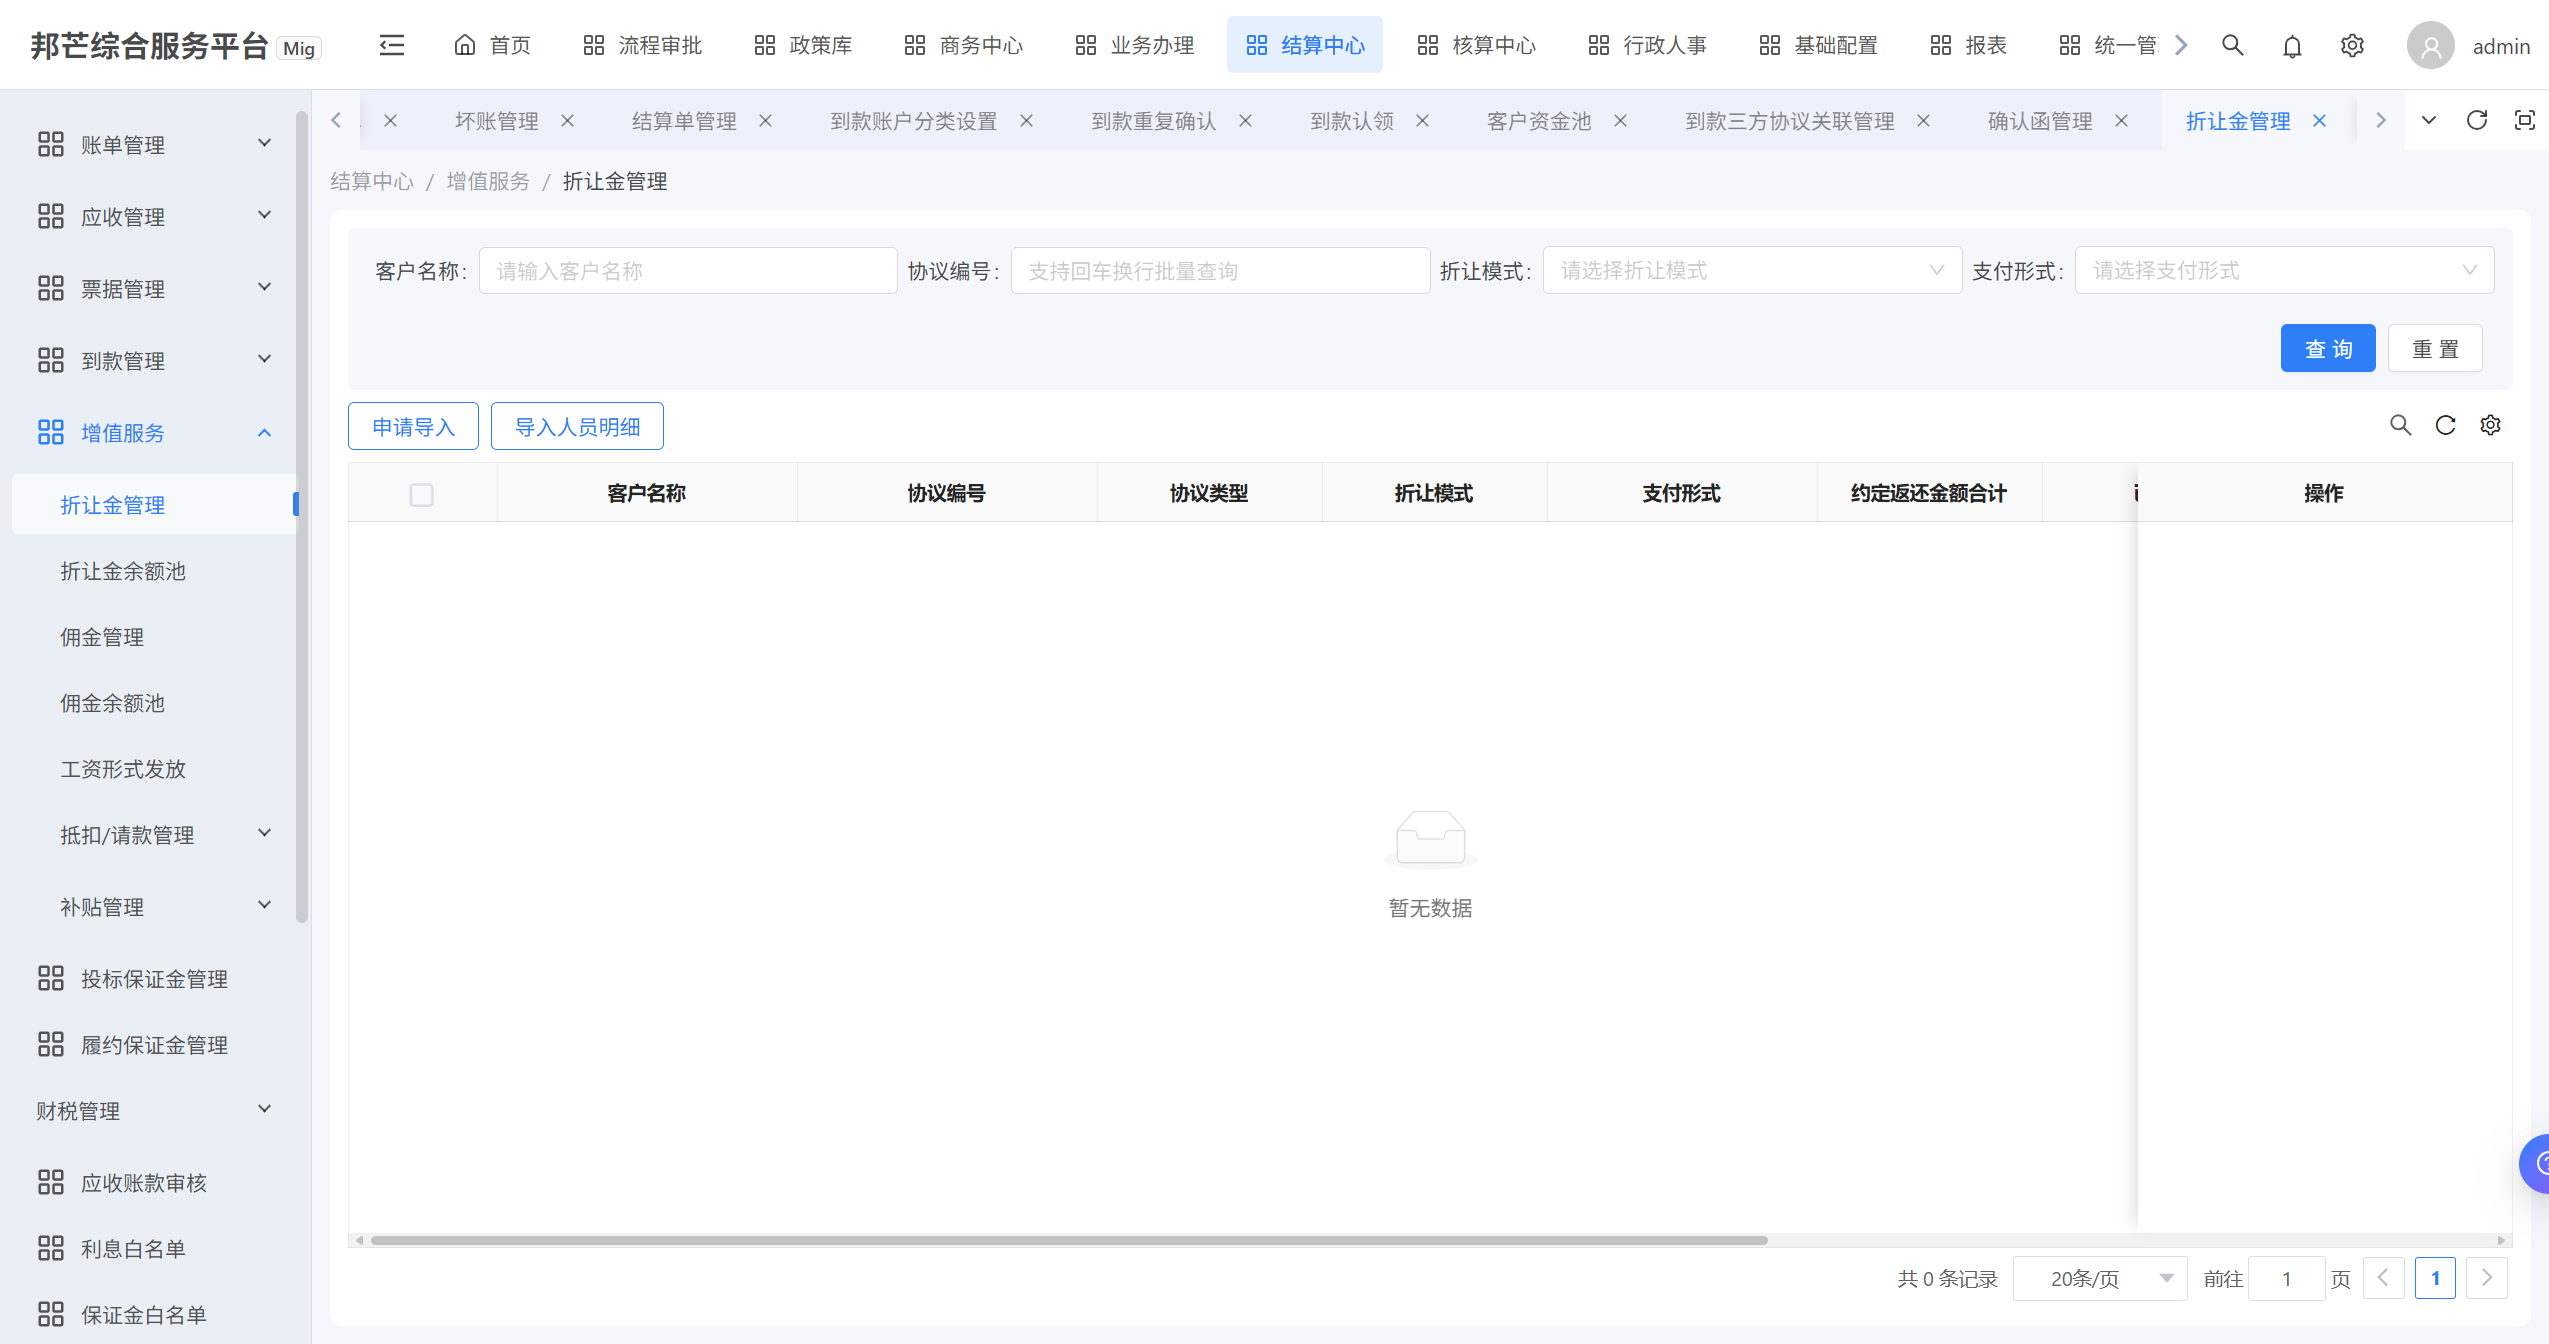 邦芒综合服务平台 Mig
首页 流程审批 政策库 商务中心 业务办理 结算中心 核算中心 行政人事 基础配置 报表 统一管 admin
坏账管理 结算单管理 到款账户分类设置 到款重复确认 到款认领 客户资金池 到款三方协议关联管理 确认函管理 折让金管理
结算中心 / 增值服务 / 折让金管理
账单管理
应收管理
票据管理
到款管理
增值服务
折让金管理
折让金余额池
佣金管理
佣金余额池
工资形式发放
抵扣/请款管理
补贴管理
投标保证金管理
履约保证金管理
财税管理
应收账款审核
利息白名单
保证金白名单
客户名称: 请输入客户名称 协议编号: 支持回车换行批量查询 折让模式: 请选择折让模式 支付形式: 请选择支付形式
查询 重置
申请导入 导入人员明细
客户名称 协议编号 协议类型 折让模式 支付形式 约定返还金额合计 操作
暂无数据
共 0 条记录 20条/页 前往 1 页 1